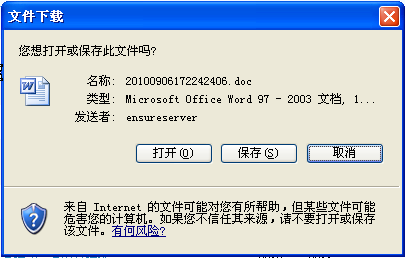 文件下载
您想打开或保存此文件吗?
名称: 20100906172242406.doc
类型: Microsoft Office Word 97 - 2003 文档, 1...
发送者: ensureserver
打开(O) 保存(S) 取消
来自 Internet 的文件可能对您有所帮助,但某些文件可能
危害您的计算机。如果您不信任其来源,请不要打开或保存
该文件。有何风险?